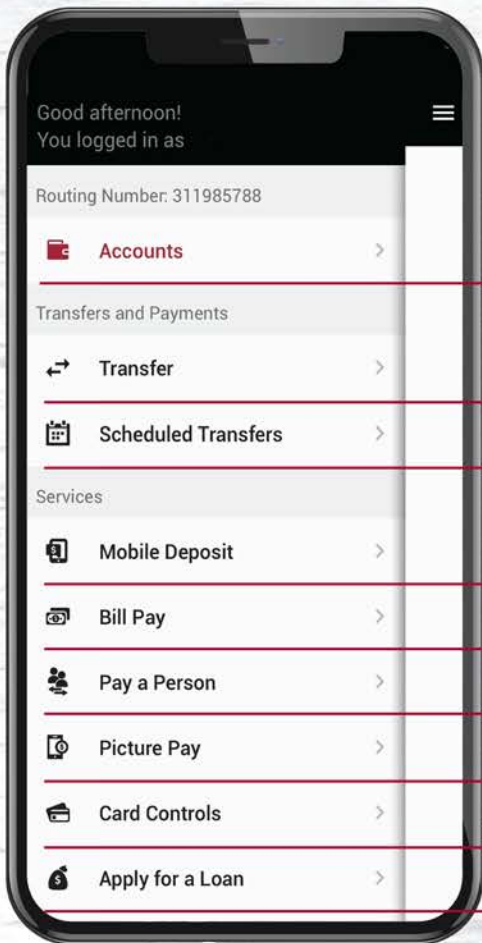 Good afternoon!
You logged in as
Routing Number: 311985788
Accounts
Transfers and Payments
Transfer
Scheduled Transfers
Services
Mobile Deposit
Bill Pay
Pay a Person
Picture Pay
Card Controls
Apply for a Loan